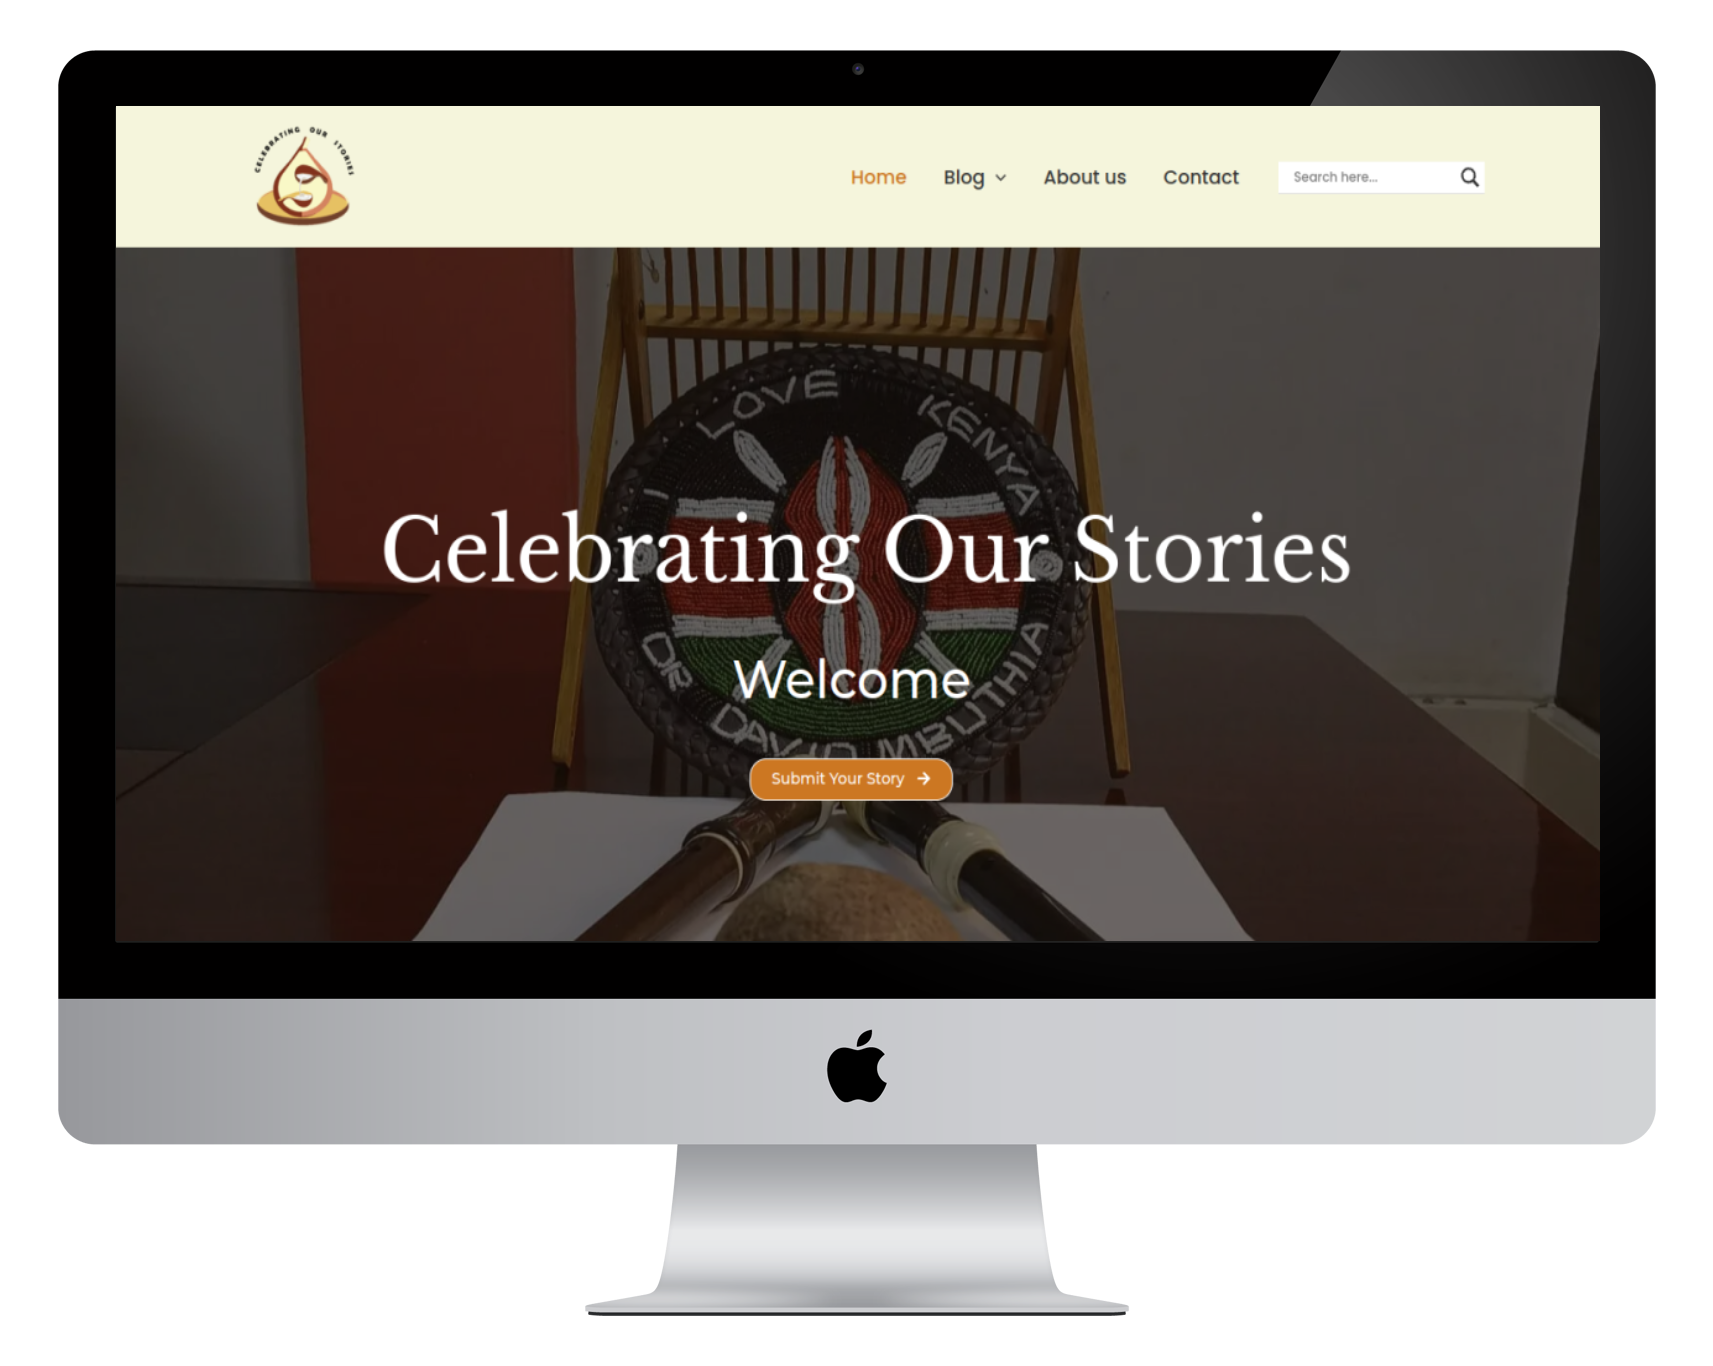 CELEBRATING OUR STORIES
Home
Blog
About us
Contact
Search here...
I LOVE KENYA
Celebrating Our Stories
Welcome
DR DAVID MBUTHIA
Submit Your Story